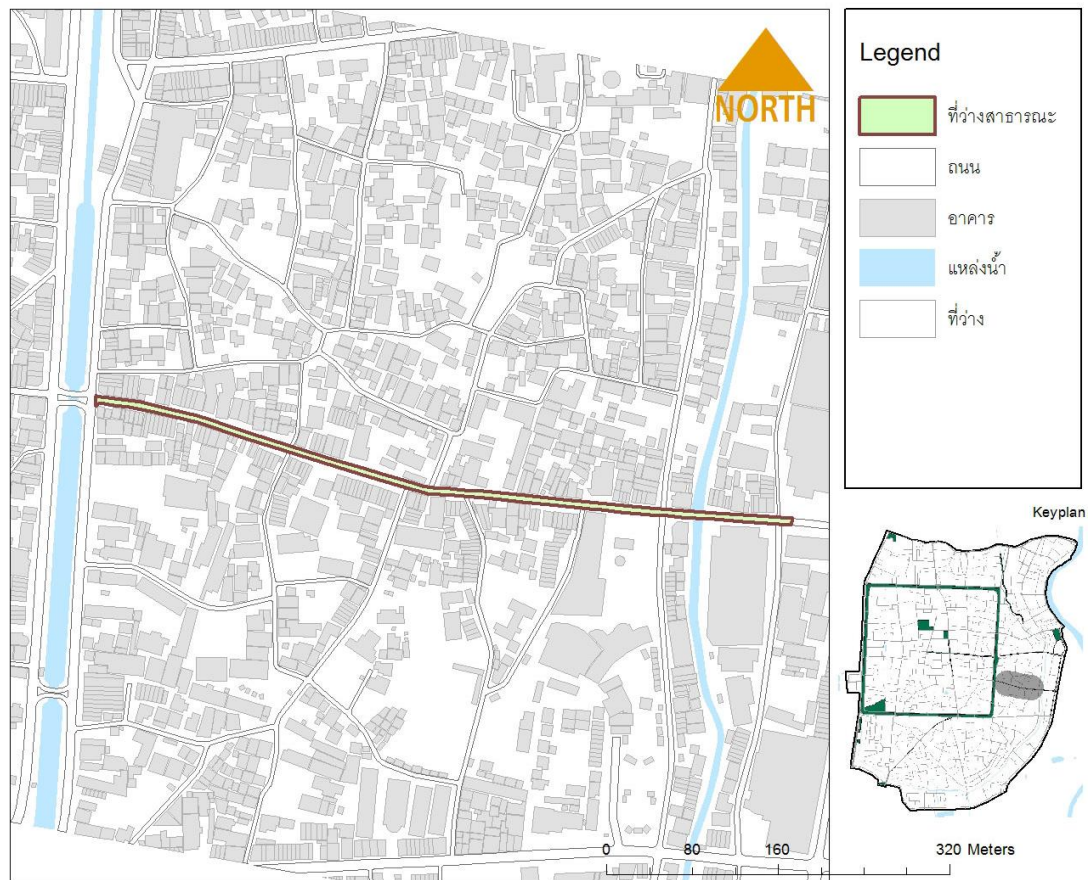 NORTH
Legend
ที่ว่างสาธารณะ
ถนน
อาคาร
แหล่งน้ำ
ที่ว่าง
Keyplan
0 80 160 320 Meters